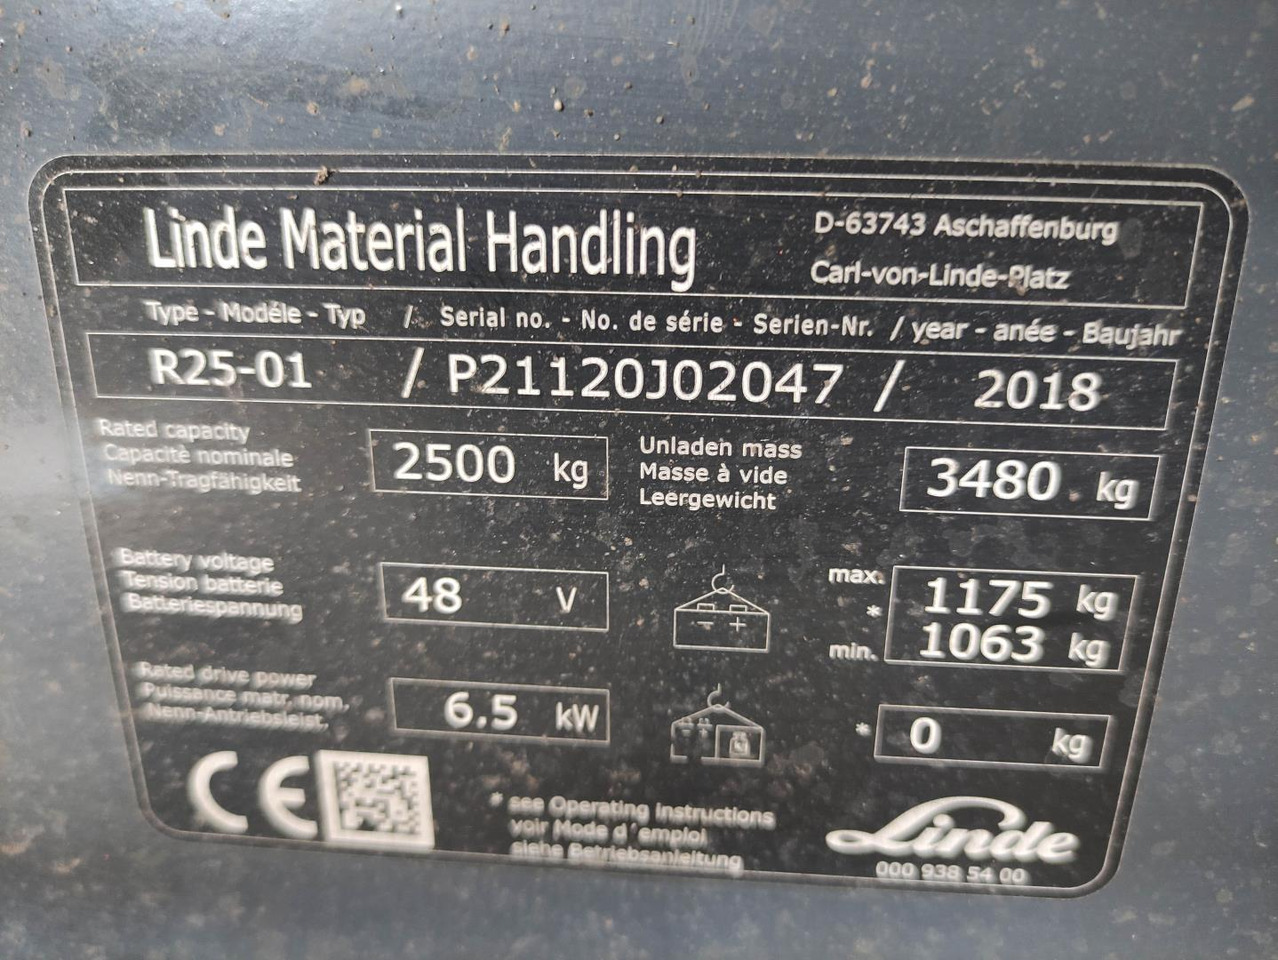 Linde Material Handling
D-63743 Aschaffenburg
Carl-von-Linde-Platz
Type - Modéle - Typ / Serial no. - No. de série - Serien-Nr. / year - anée - Baujahr
R25-01 / P21120J02047 / 2018
Rated capacity
Capacité nominale
Nenn-Tragfähigkeit
2500 kg
Unladen mass
Masse à vide
Leergewicht
3480 kg
Battery voltage
Tension batterie
Batteriespannung
48 V
- +
max. 1175 kg
*
min. 1063 kg
Rated drive power
Puissance matr. nom.
Nenn-Antriebsleist.
6.5 kW
kg
* 0 kg
CE
* see Operating Instructions
voir Mode d'emploi
siehe Betriebsanleitung
Linde
000 938 54 00